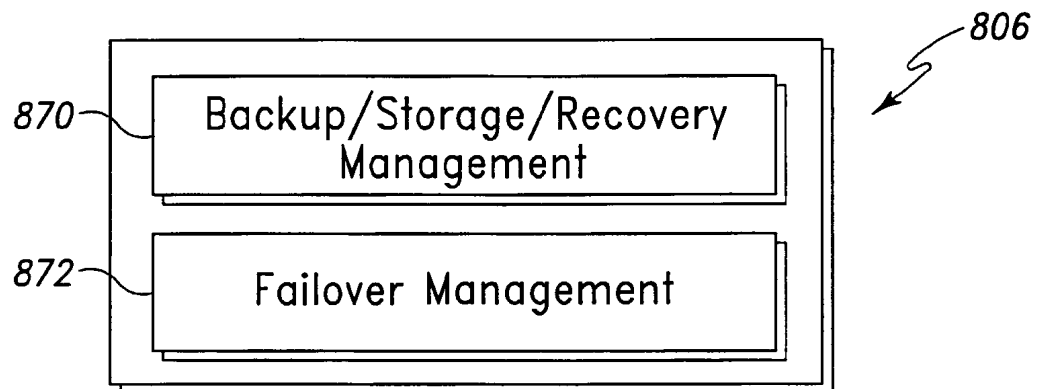 806
870
Backup/Storage/Recovery
Management
872
Failover Management